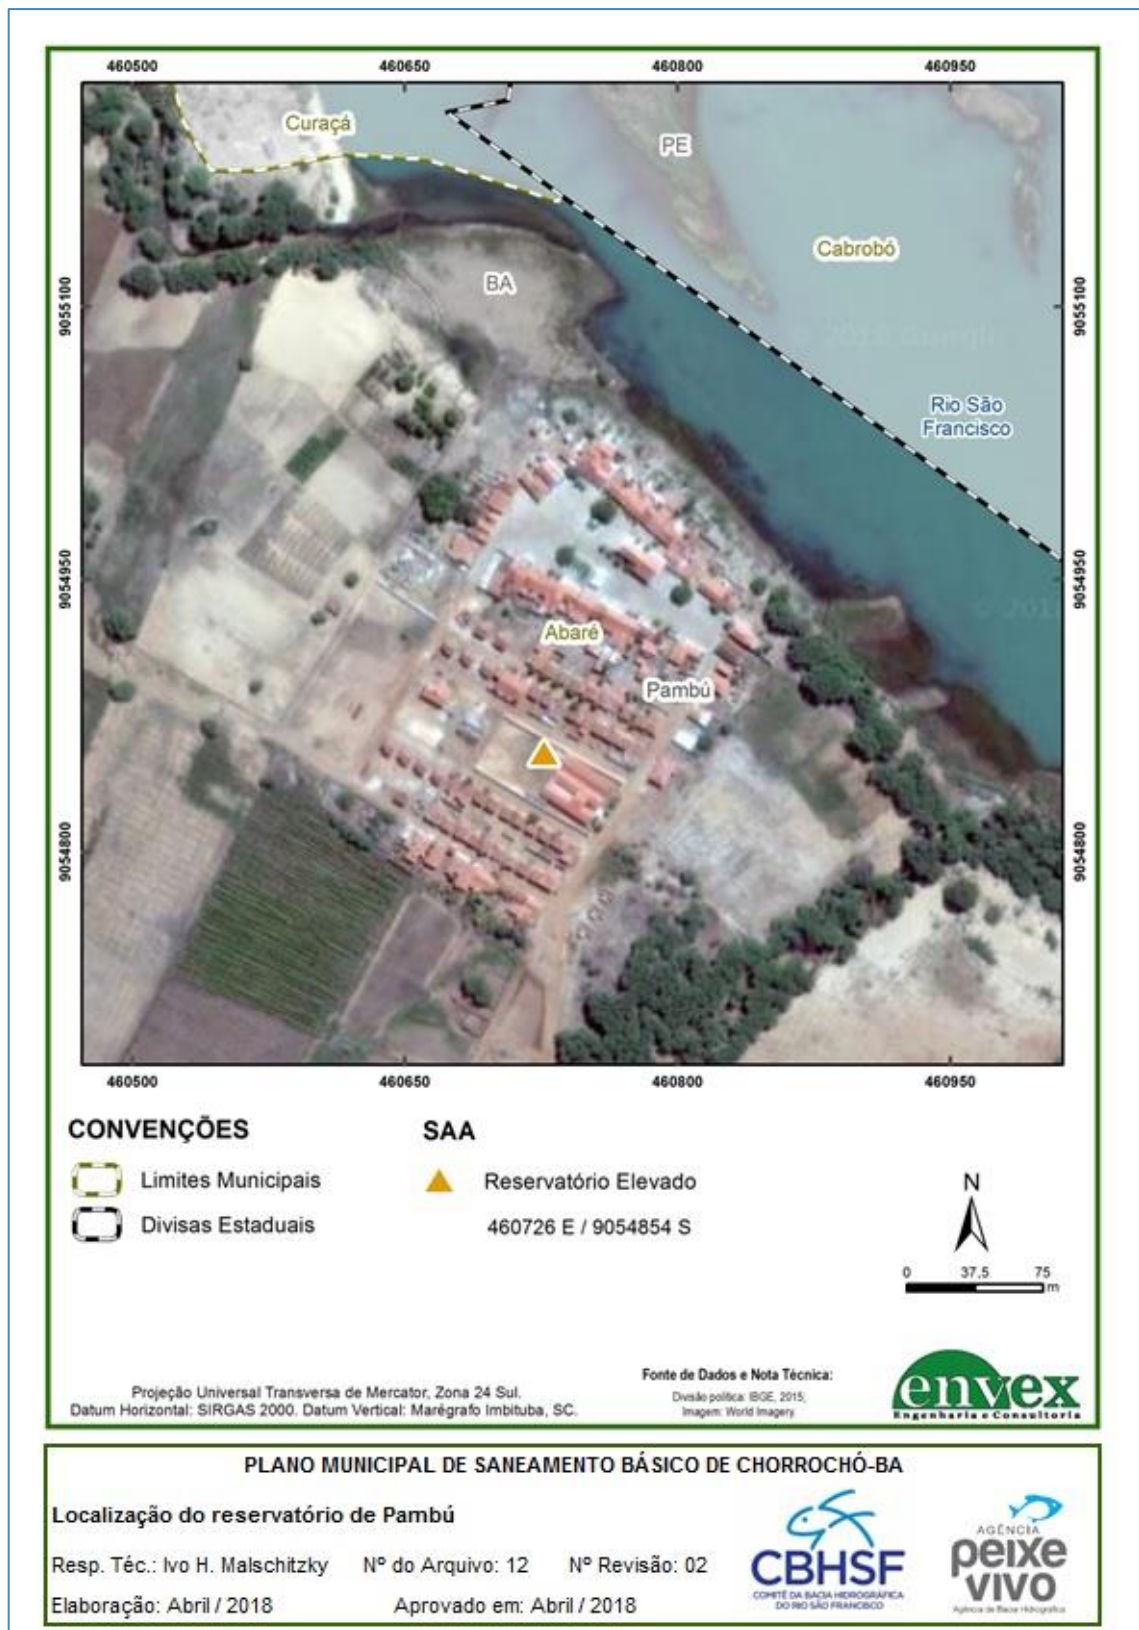 460500 460650 460800 460950
Curaçá
PE
Cabrobó
BA
9055100
9055100
Rio São
Francisco
9054950
9054950
Abaré
Pambú
9054800
9054800
460500 460650 460800 460950
CONVENÇÕES
SAA
Limites Municipais
Reservatório Elevado
Divisas Estaduais
460726 E / 9054854 S
N
0 37,5 75
m
Fonte de Dados e Nota Técnica:
Projeção Universal Transversa de Mercator, Zona 24 Sul.
Divisão política: IBGE, 2015;
Datum Horizontal: SIRGAS 2000. Datum Vertical: Marégrafo Imbituba, SC.
Imagem: World Imagery
envex
Engenharia e Consultoria
PLANO MUNICIPAL DE SANEAMENTO BÁSICO DE CHORROCHÓ-BA
Localização do reservatório de Pambú
Resp. Téc.: Ivo H. Malschitzky Nº do Arquivo: 12 Nº Revisão: 02
Elaboração: Abril / 2018 Aprovado em: Abril / 2018
CBHSF
COMITÊ DA BACIA HIDROGRÁFICA
DO RIO SÃO FRANCISCO
AGÊNCIA
peixe
vivo
Agência de Bacia Hidrográfica